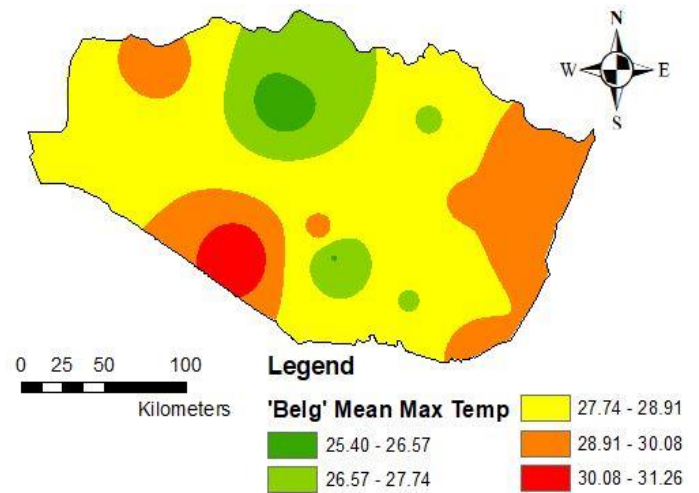 N
W E
S
0 25 50 100
Kilometers
Legend
'Belg' Mean Max Temp
25.40 - 26.57
26.57 - 27.74
27.74 - 28.91
28.91 - 30.08
30.08 - 31.26